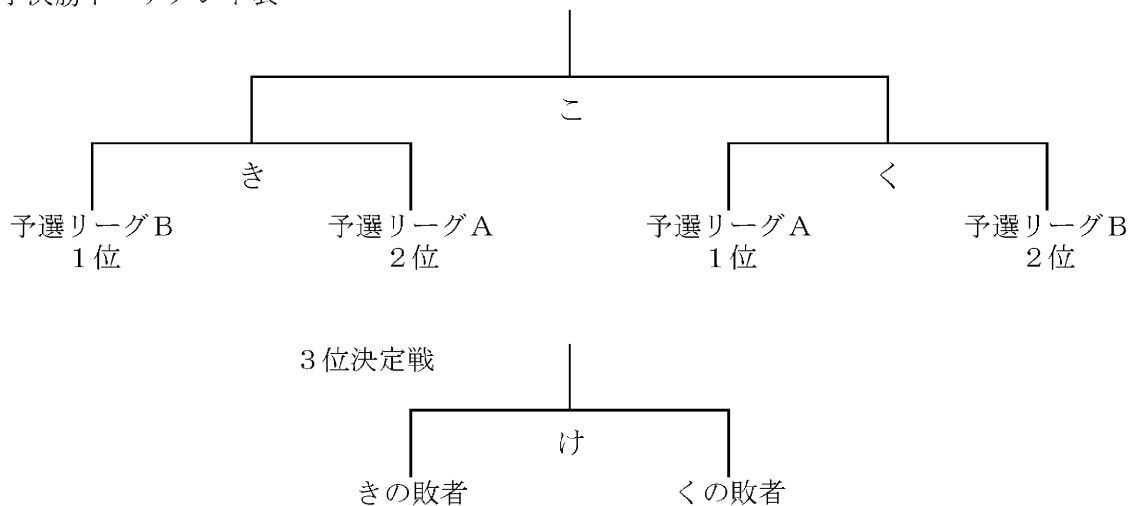 こ
き
く
予選リーグB
1位
予選リーグA
2位
予選リーグA
1位
予選リーグB
2位
3位決定戦
け
きの敗者
くの敗者